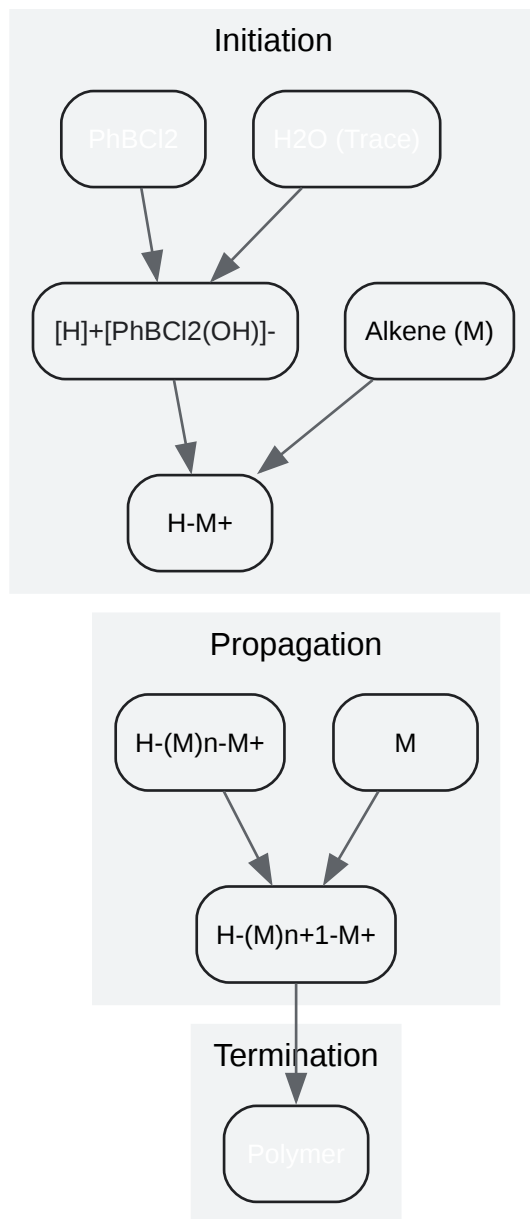 Initiation
PhBCl2
H2O (Trace)
[H]+[PhBCl2(OH)]-
Alkene (M)
H-M+
Propagation
H-(M)n-M+
M
H-(M)n+1-M+
Termination
Polymer